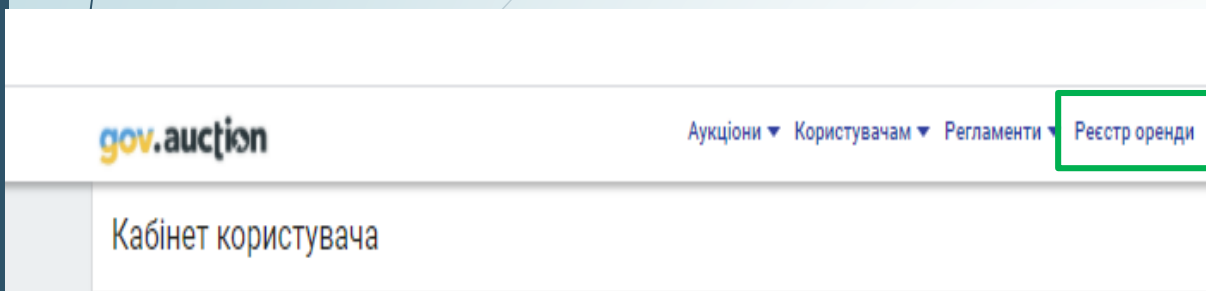 gov.auction
Аукціони ▼ Користувачам ▼ Регламенти ▼ Реєстр оренди
Кабінет користувача